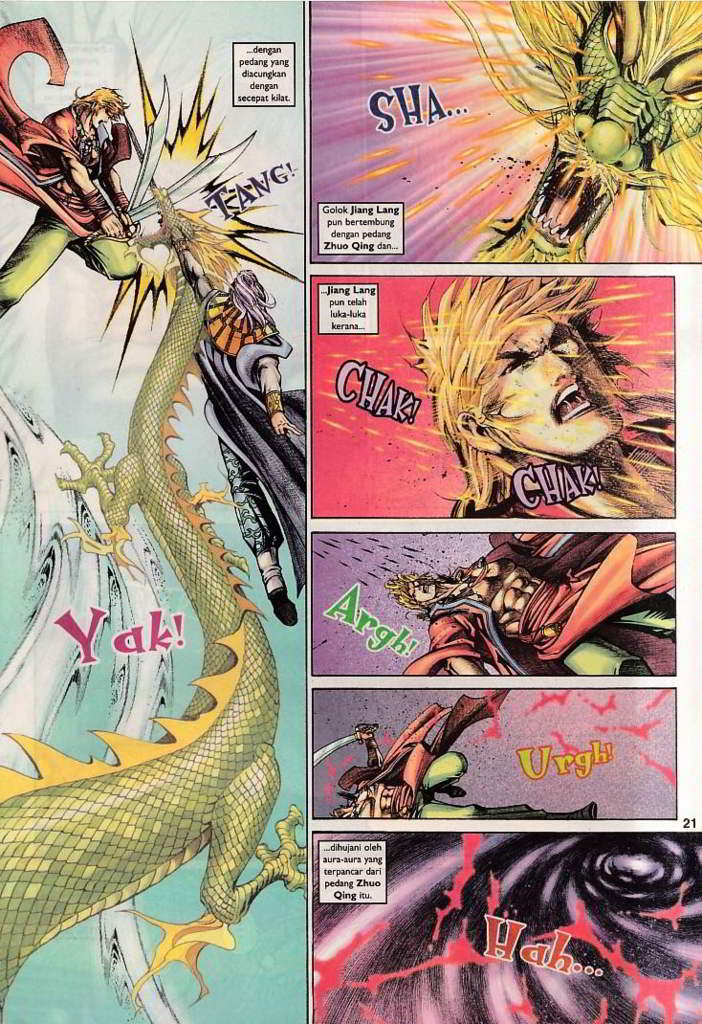 ...dengan
pedang yang
diacungkan
dengan
secepat kilat.
TANG!
Yak!
SHA...
Golok Jiang Lang
pun bertembung
dengan pedang
Zhuo Qing dan...
...Jiang Lang
pun telah
luka-luka
kerana...
CHAK!
CHAK!
Argh!
Urgh!
21
...dihujani oleh
aura-aura yang
terpancar dari
pedang Zhuo
Qing itu.
Hah...